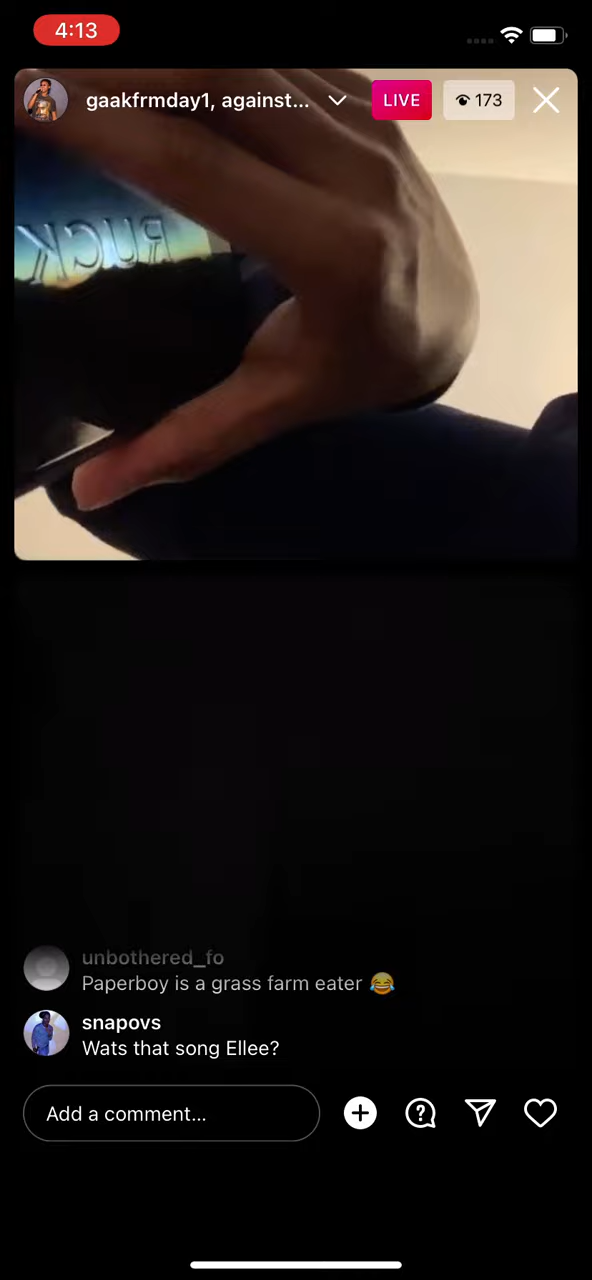 4:13
gaakfrmday1, against...
LIVE
173
RUCK
unbothered_fo
Paperboy is a grass farm eater 😂
snapovs
Wats that song Ellee?
Add a comment...